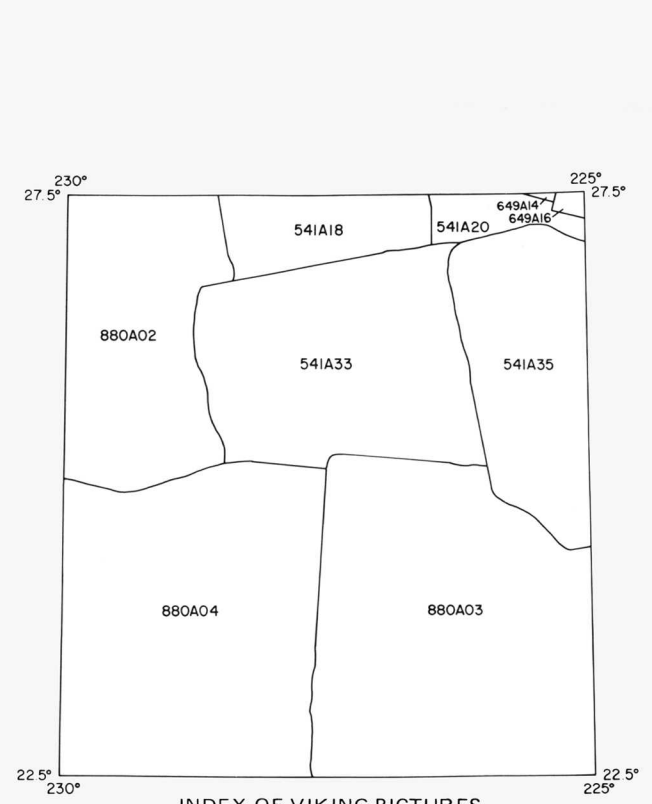 230°
225°
27.5°
27.5°
649A14
649A16
541A18
541A20
880A02
541A33
541A35
880A04
880A03
22.5°
22.5°
230°
225°
INDEX OF VIKING PICTURES